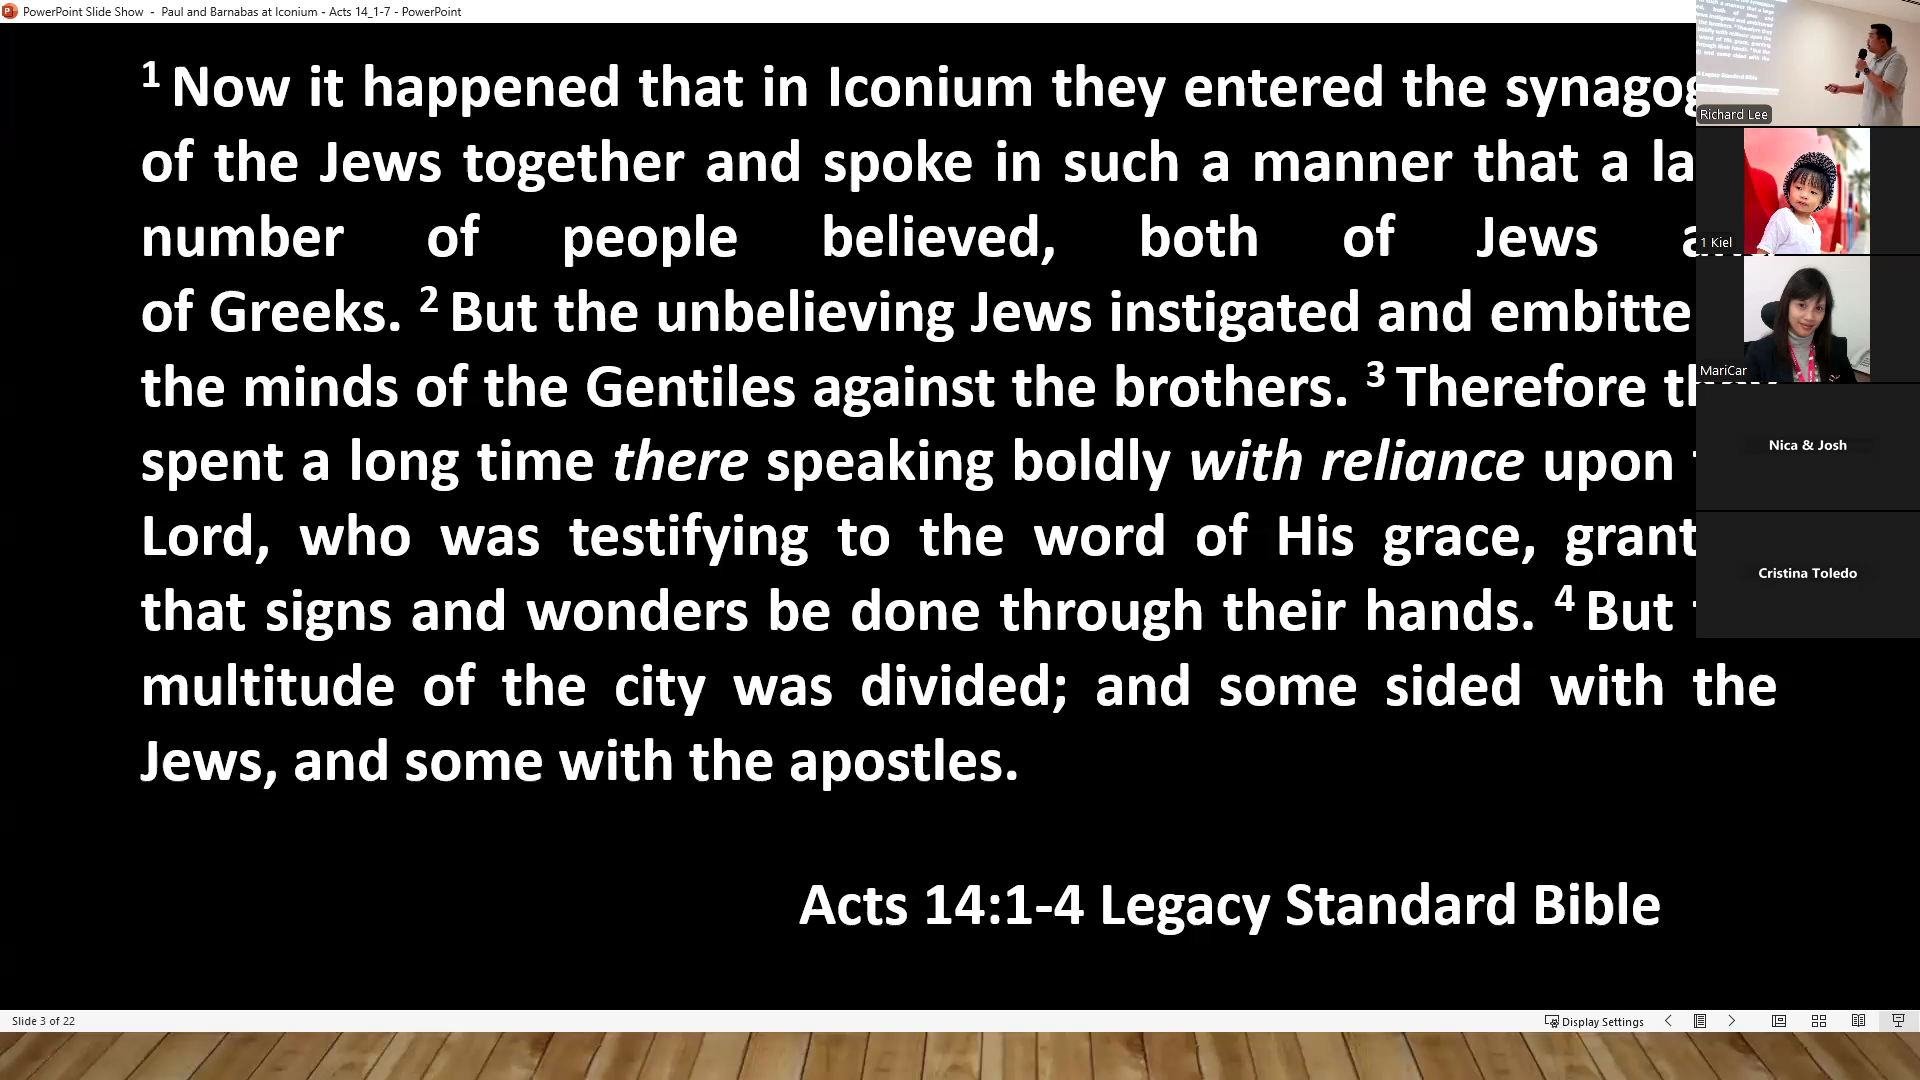 PowerPoint Slide Show - Paul and Barnabas at Iconium - Acts 14_1-7 - PowerPoint
1 Now it happened that in Iconium they entered the
of the Jews together and spoke in such a manner that a
number of people believed, both of Jews
of Greeks. 2 But the unbelieving Jews instigated and
the minds of the Gentiles against the brothers. 3 Therefore
spent a long time there speaking boldly with reliance upon
Lord, who was testifying to the word of His grace,
that signs and wonders be done through their hands. 4 But
multitude of the city was divided; and some sided with the
Jews, and some with the apostles.
Acts 14:1-4 Legacy Standard Bible
Richard Lee
1 Kiel
MariCar
Nica & Josh
Cristina Toledo
Slide 3 of 22
Display Settings